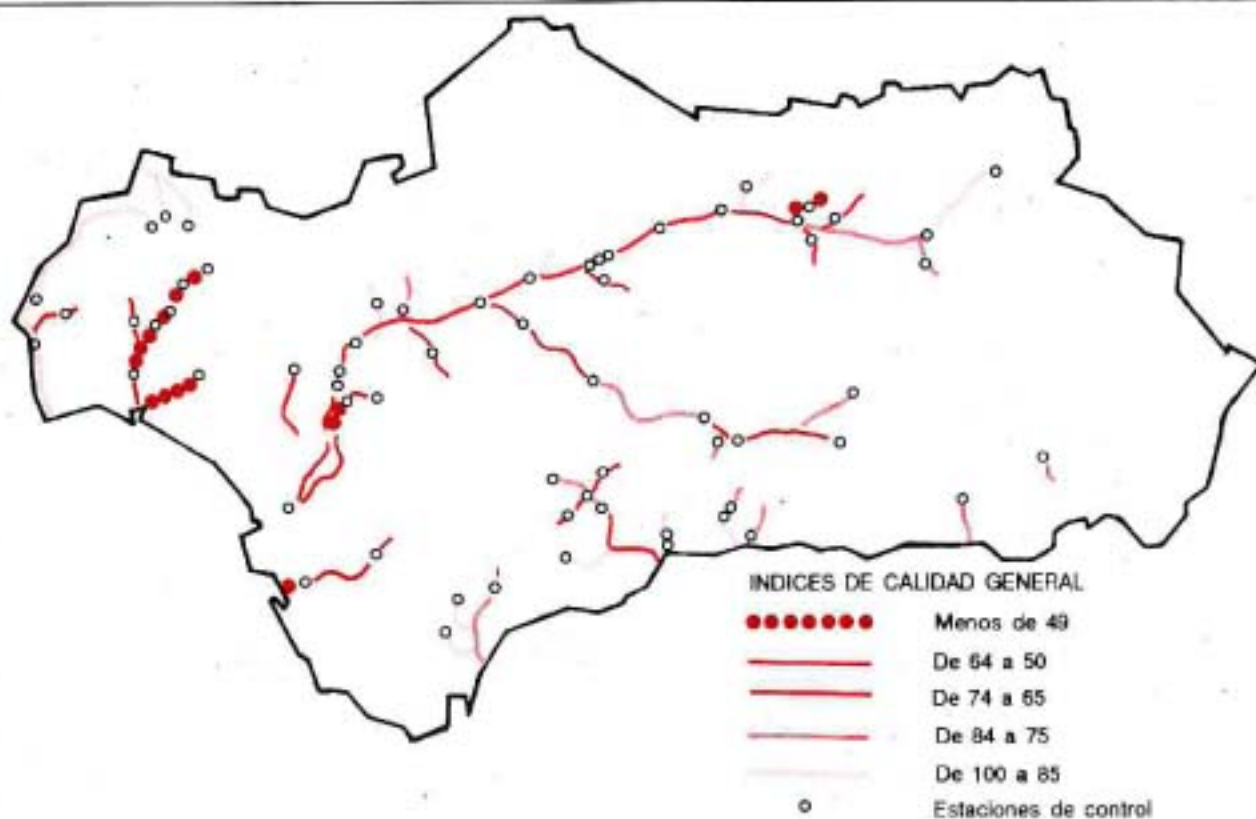 INDICES DE CALIDAD GENERAL
Menos de 49
De 64 a 50
De 74 a 65
De 84 a 75
De 100 a 85
Estaciones de control